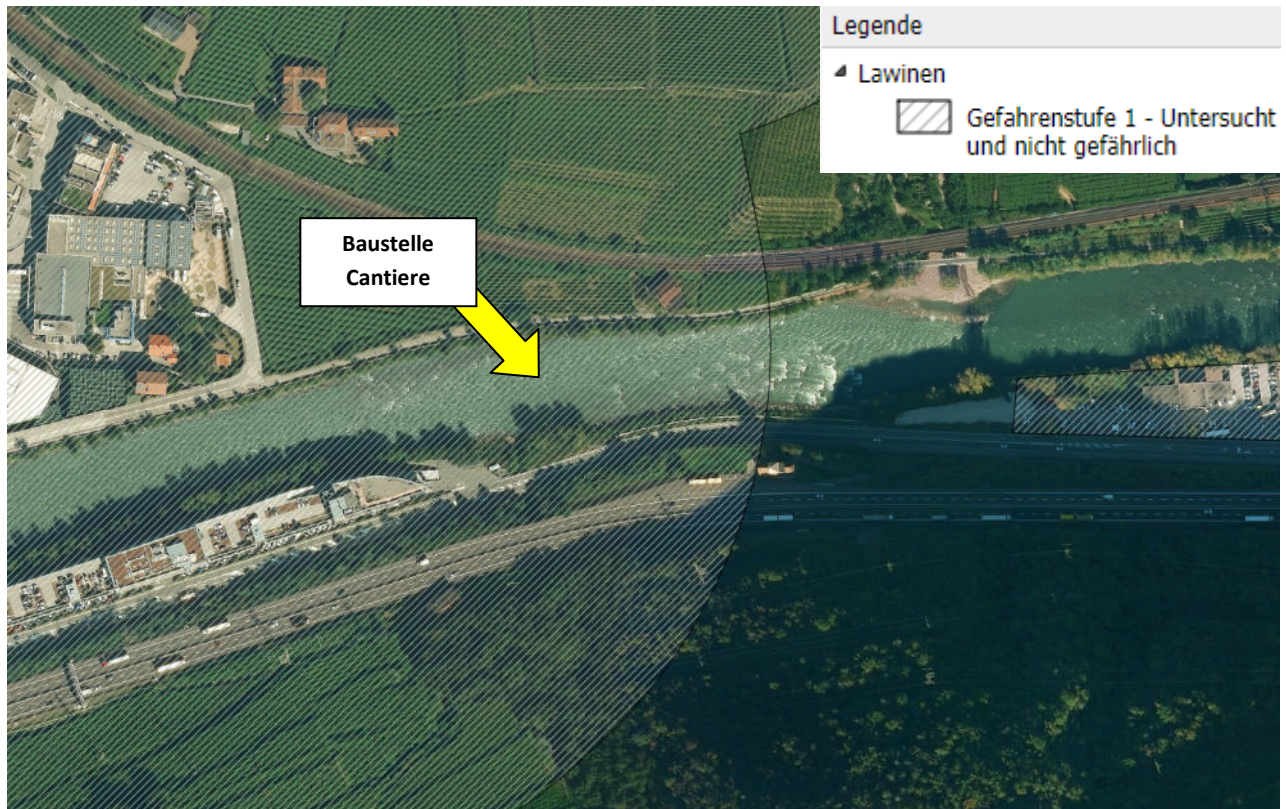 Legende
Lawinen
Gefahrenstufe 1 - Untersucht
und nicht gefährlich
Baustelle
Cantiere